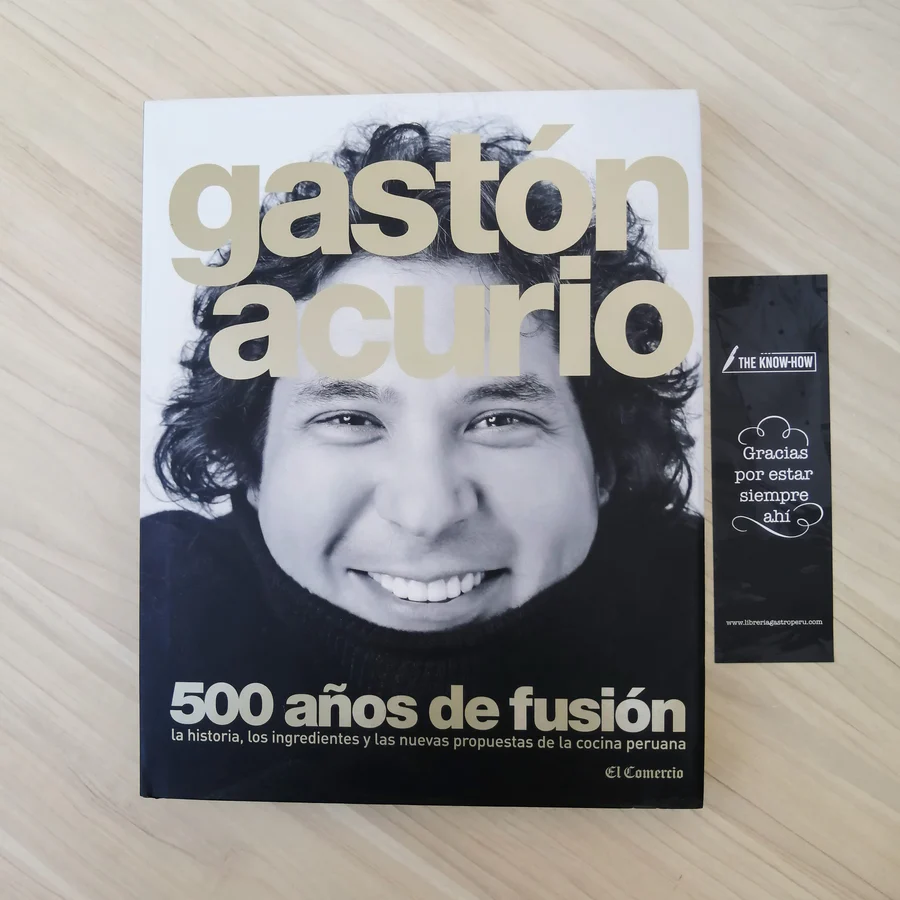 gastón
acurio
500 años de fusión
la historia, los ingredientes y las nuevas propuestas de la cocina peruana
El Comercio
THE KNOW-HOW
Gracias
por estar
siempre
ahí
www.libreriagastroperu.com